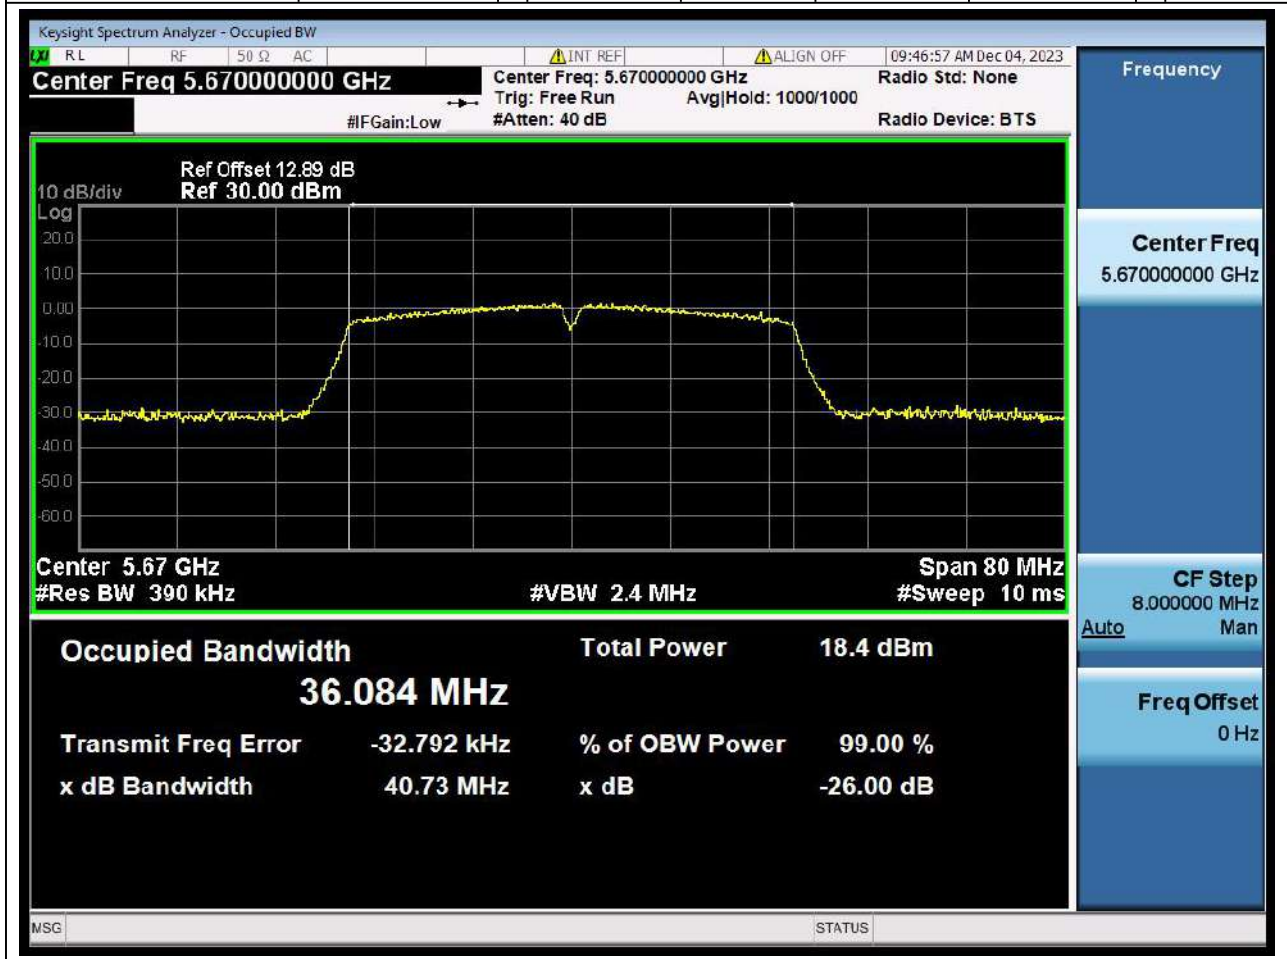 Keysight Spectrum Analyzer - Occupied BW
LXI RL RF 50 Ω AC INT REF ALIGN OFF 09:46:57 AM Dec 04, 2023
Center Freq 5.670000000 GHz
Center Freq: 5.670000000 GHz
Radio Std: None
Trig: Free Run
Avg|Hold: 1000/1000
#IFGain:Low
#Atten: 40 dB
Radio Device: BTS
Ref Offset 12.89 dB
10 dB/div Ref 30.00 dBm
Log
20.0
10.0
0.00
-10.0
-20.0
-30.0
-40.0
-50.0
-60.0
Center 5.67 GHz
Span 80 MHz
#Res BW 390 kHz
#VBW 2.4 MHz
#Sweep 10 ms
Occupied Bandwidth
Total Power 18.4 dBm
36.084 MHz
Transmit Freq Error -32.792 kHz
% of OBW Power 99.00 %
x dB Bandwidth 40.73 MHz
x dB -26.00 dB
MSG
STATUS
Frequency
Center Freq
5.670000000 GHz
CF Step
8.000000 MHz
Auto Man
Freq Offset
0 Hz